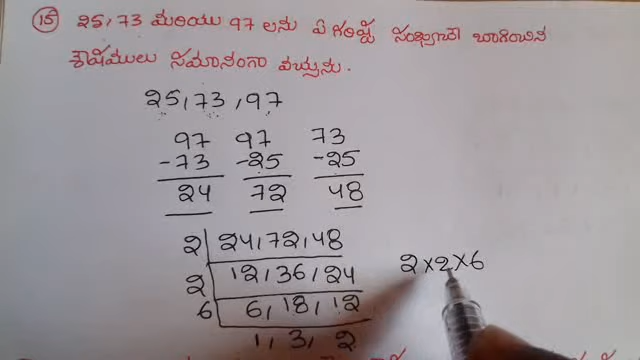 15 25,73 మరియు 97 లను ఏ గరిష్ట సంఖ్యచే భాగించిన
శేషములు సమానంగా వచ్చును.
25,73,97
97 97 73
-73 -25 -25
24 72 48
2 24,72,48
2 12,36,24 2×2×6
6 6,18,12
1,3,2